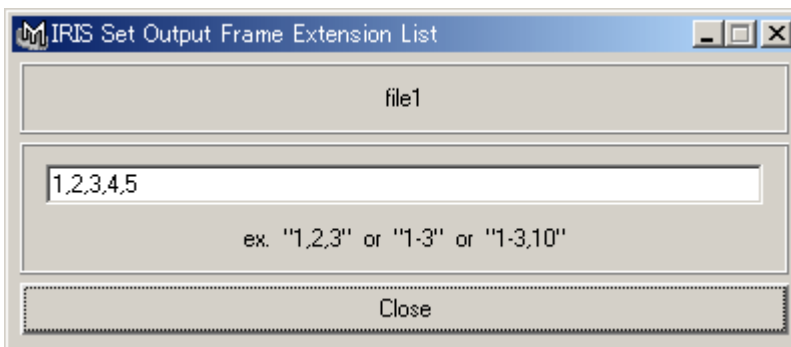 IRIS Set Output Frame Extension List
file1
1,2,3,4,5
ex. "1,2,3" or "1-3" or "1-3,10"
Close